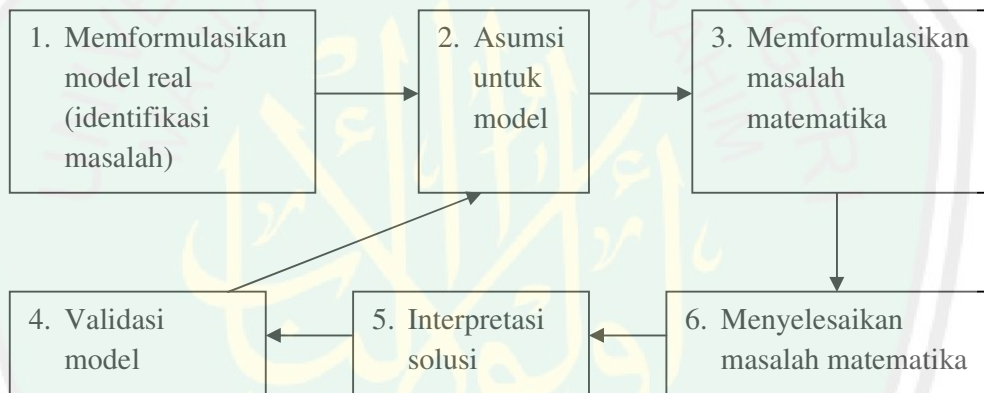 1. Memformulasikan
model real
(identifikasi
masalah)
2. Asumsi
untuk
model
3. Memformulasikan
masalah
matematika
4. Validasi
model
5. Interpretasi
solusi
6. Menyelesaikan
masalah matematika